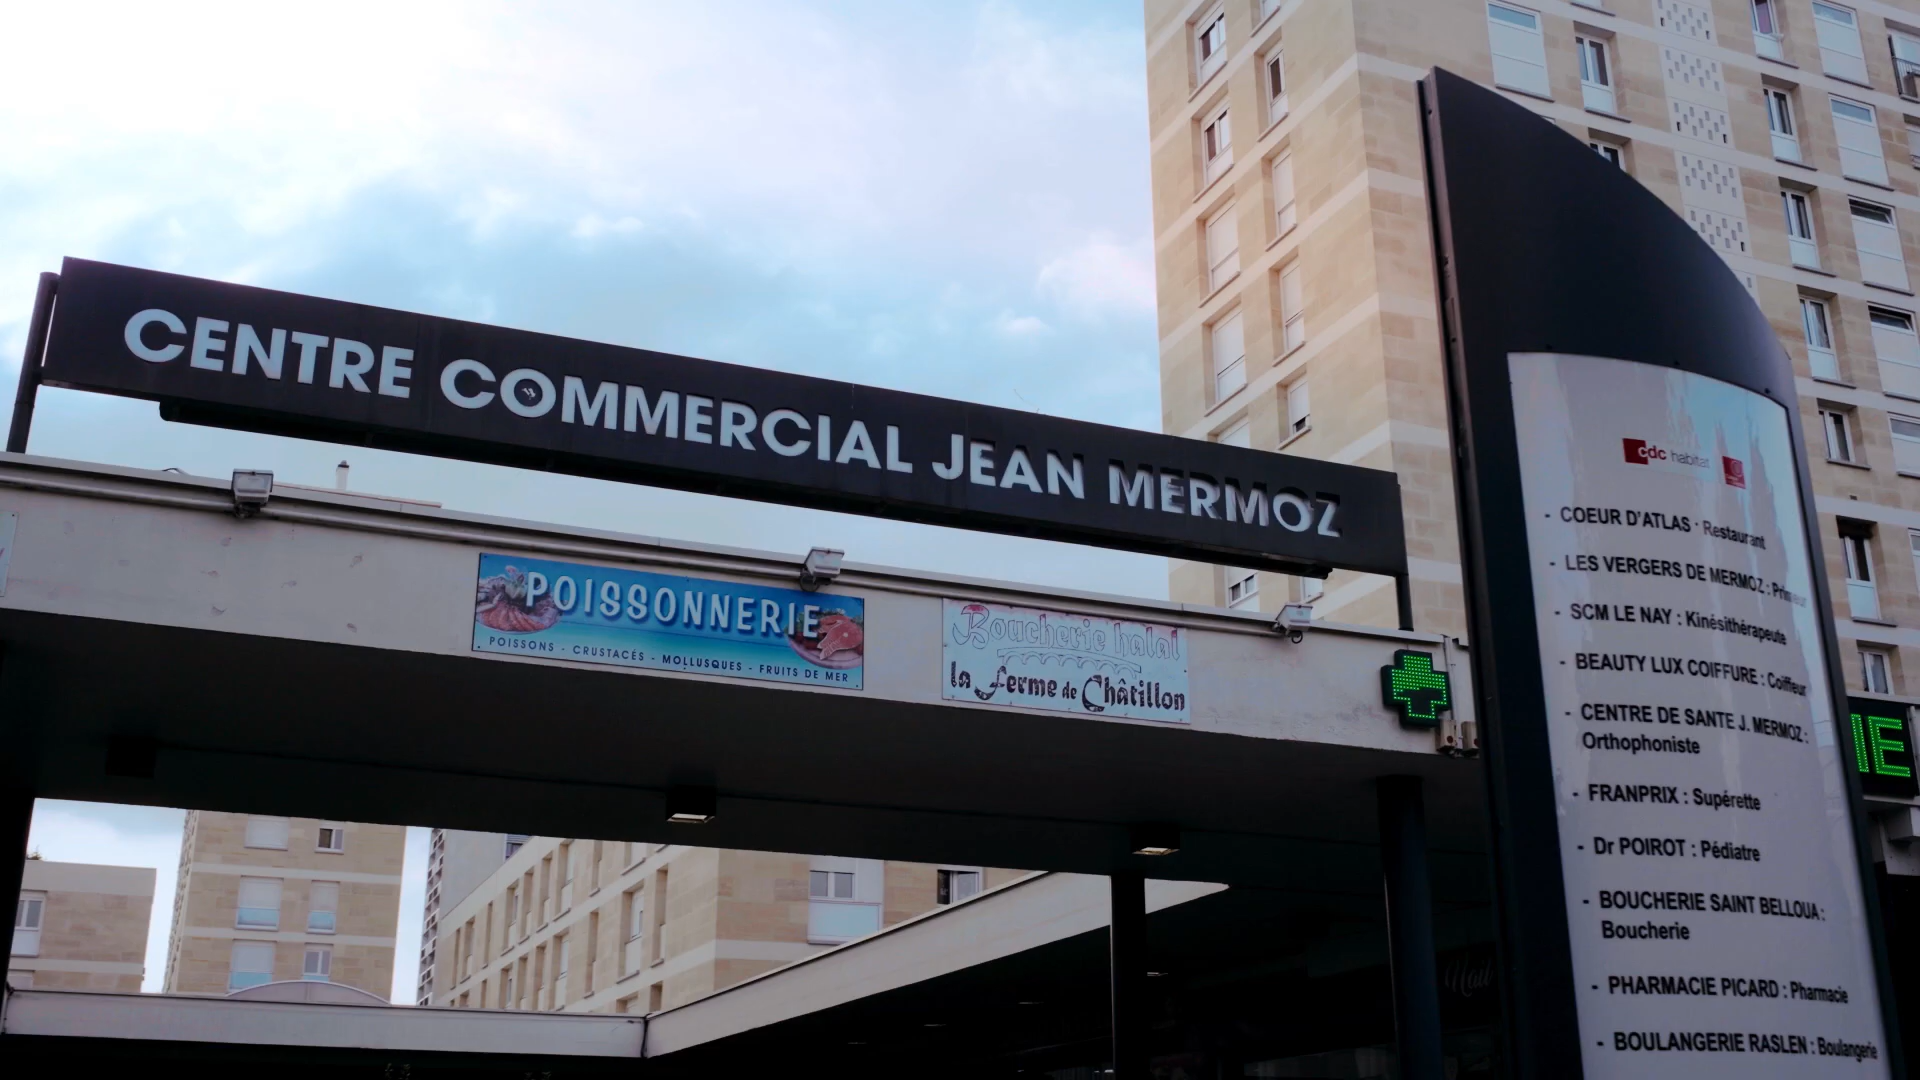 CENTRE COMMERCIAL JEAN MERMOZ
POISSONNERIE
POISSONS - CRUSTACÉS - MOLLUSQUES - FRUITS DE MER
Boucherie halal
la Ferme de Châtillon
cdc habitat
- COEUR D'ATLAS : Restaurant
- LES VERGERS DE MERMOZ : Primeur
- SCM LE NAY : Kinésithérapeute
- BEAUTY LUX COIFFURE : Coiffeur
- CENTRE DE SANTE J. MERMOZ :
Orthophoniste
- FRANPRIX : Supérette
- Dr POIROT : Pédiatre
- BOUCHERIE SAINT BELLOUA :
Boucherie
- PHARMACIE PICARD : Pharmacie
- BOULANGERIE RASLEN : Boulangerie
IE